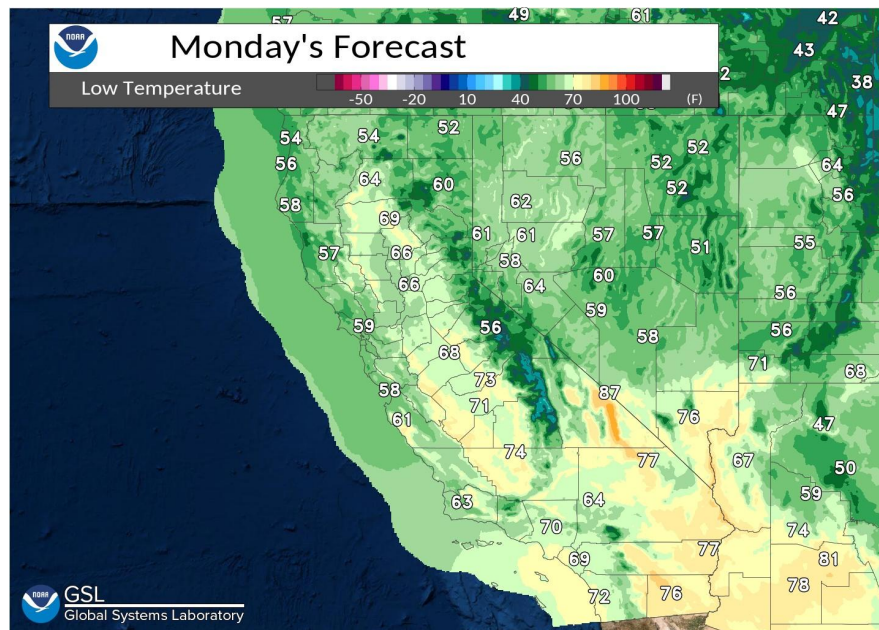 57 49 61 42
NOAA
Monday's Forecast
43
Low Temperature
-50 -20 10 40 70 100 (F)
38
47
54 54 52
56 56 52 52 64
64 60 52 56
58 69 62
57 66 61 61 57 57 51 55
58
66 64 60 56
59 56 59 58 56
68 71 68
58 73 87
61 71 76 47
74 77 67 50
63 64 59
70 74
69 77 81
72 76 78
NOAA
GSL
Global Systems Laboratory